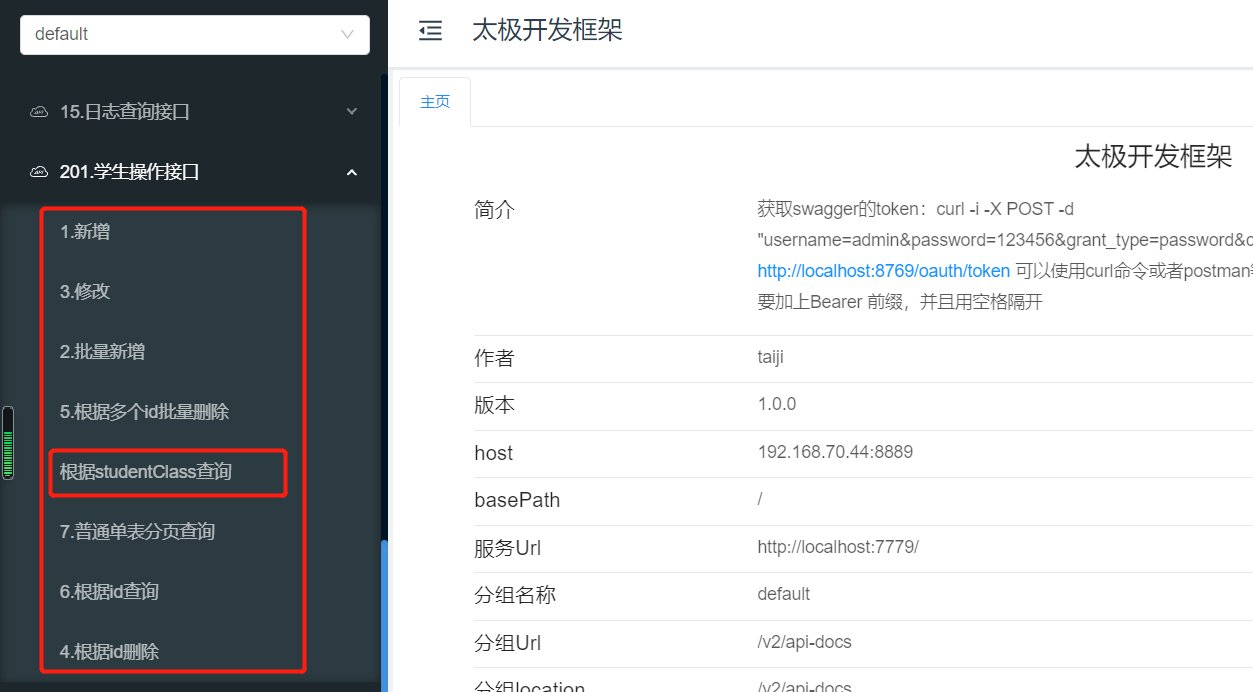 default
15.日志查询接口
201.学生操作接口
1.新增
3.修改
2.批量新增
5.根据多个id批量删除
根据studentClass查询
7.普通单表分页查询
6.根据id查询
4.根据id删除
太极开发框架
主页
太极开发框架
简介
获取swagger的token：curl -i -X POST -d
"username=admin&password=123456&grant_type=password&c
http://localhost:8769/oauth/token 可以使用curl命令或者postman
要加上Bearer 前缀，并且用空格隔开
作者
taiji
版本
1.0.0
host
192.168.70.44:8889
basePath
/
服务Url
http://localhost:7779/
分组名称
default
分组Url
/v2/api-docs
分组location
/v2/api-docs